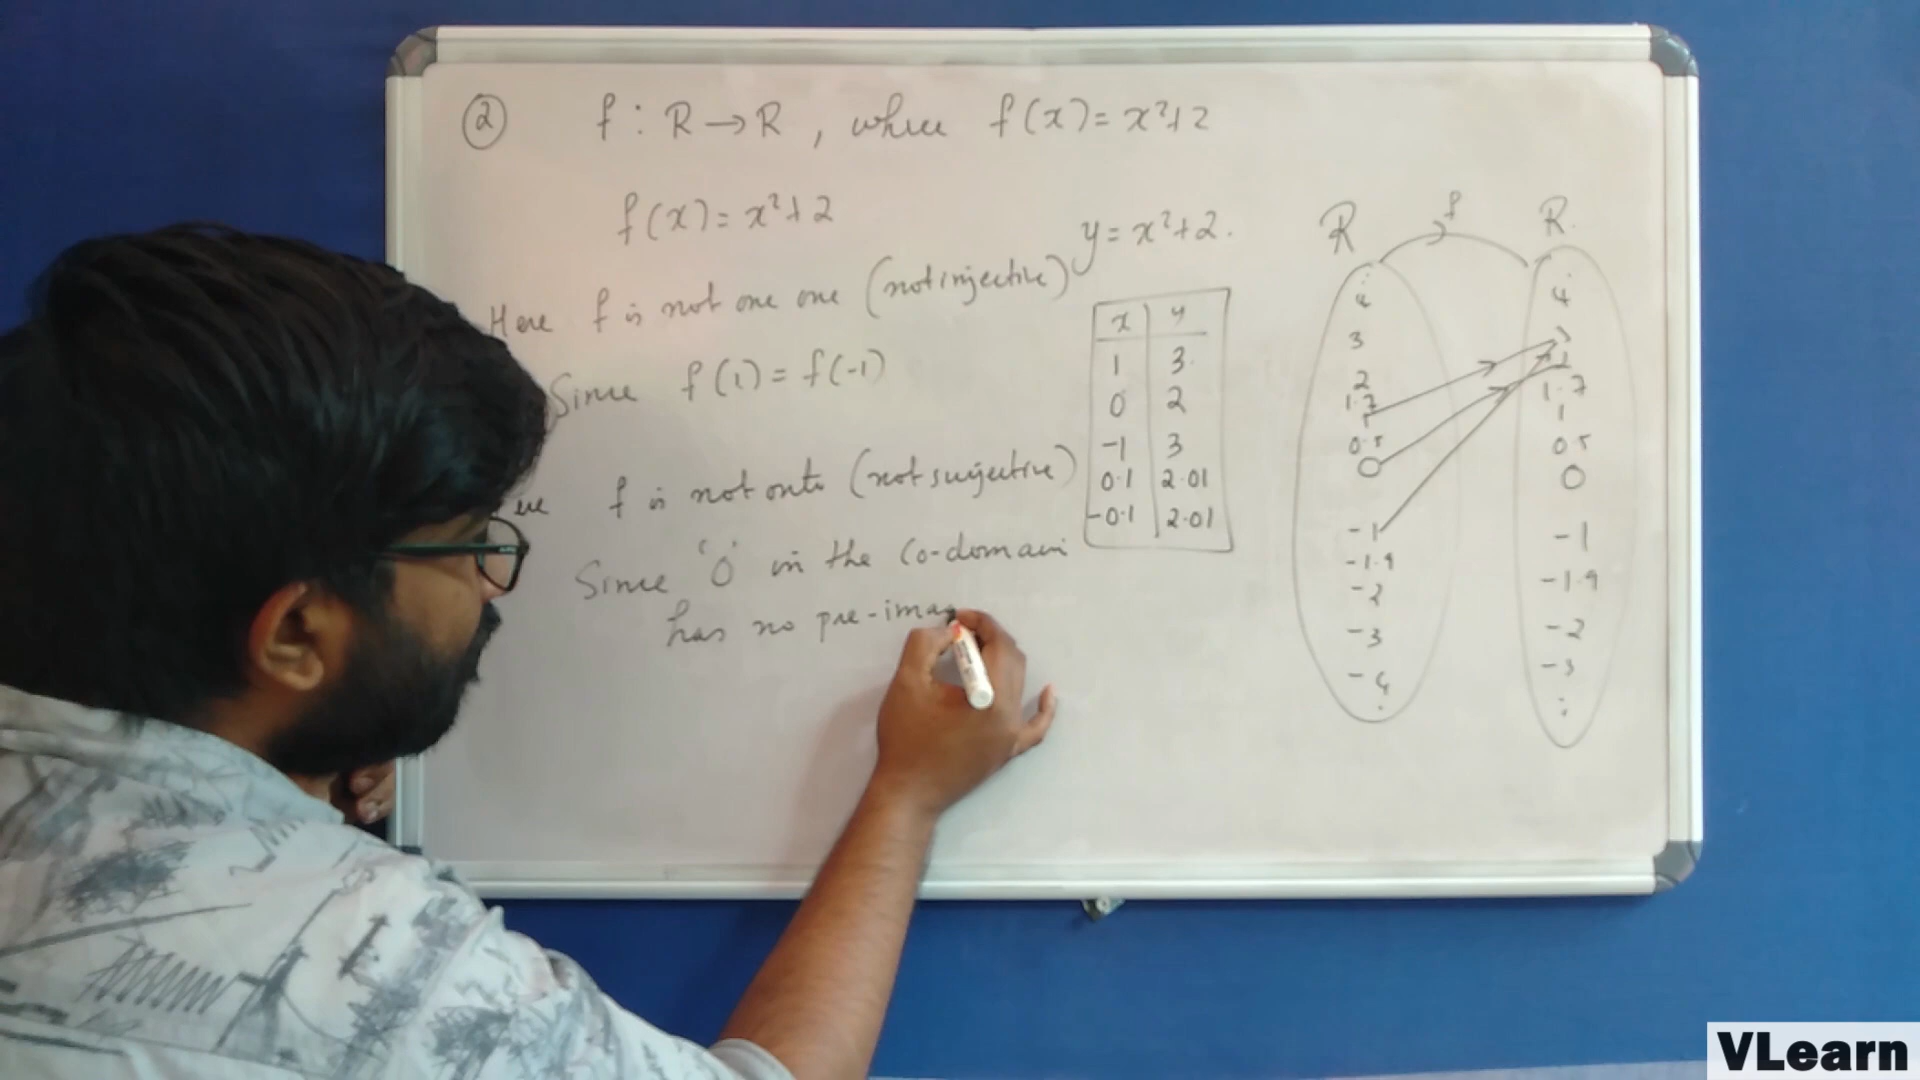 ② f : R → R , where f(x) = x²+2
f(x) = x²+2
Here f is not one one (not injective)
Since f(1) = f(-1)
f is not onto (not surjective)
Since '0' in the Co-domain
has no pre-imag
y = x²+2.
x y
1 3.
0 2
-1 3
0.1 2.01
-0.1 2.01
f
R
4
3
2
1.7
1
0.5
0
-1
-1.9
-2
-3
-4
R.
4
3
2
1.7
1
0.5
0
-1
-1.9
-2
-3
VLearn